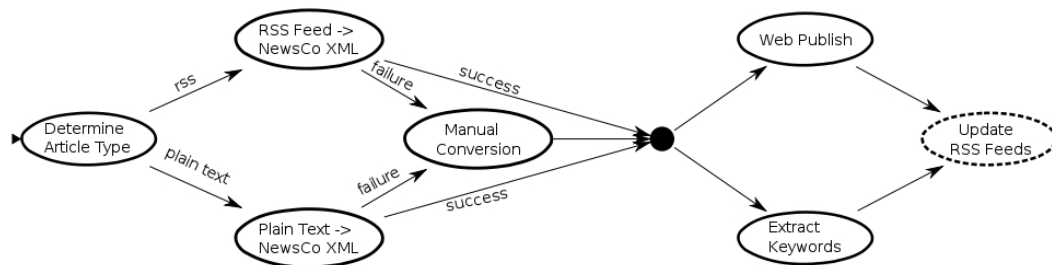 RSS Feed ->
NewsCo XML
Web Publish
rss
failure
success
Determine
Article Type
Manual
Conversion
Update
RSS Feeds
plain text
failure
success
Plain Text ->
NewsCo XML
Extract
Keywords